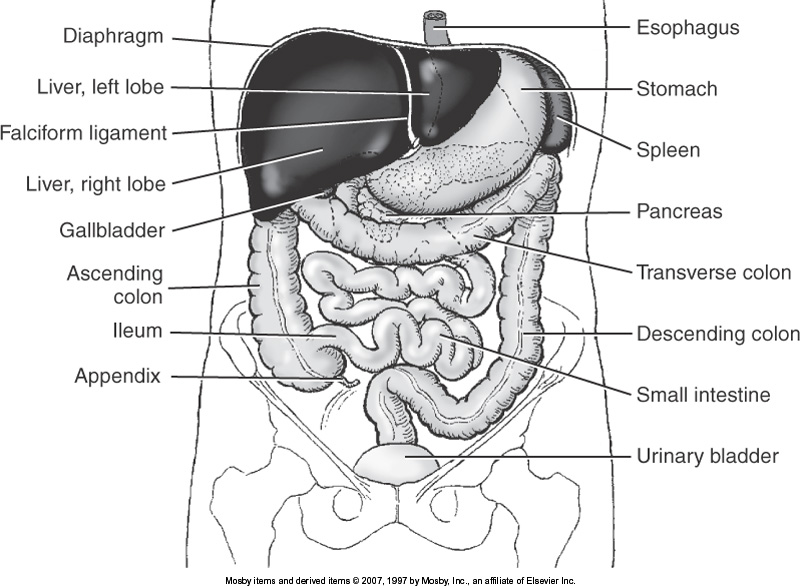 Diaphragm
Liver, left lobe
Falciform ligament
Liver, right lobe
Gallbladder
Ascending
colon
Ileum
Appendix
Esophagus
Stomach
Spleen
Pancreas
Transverse colon
Descending colon
Small intestine
Urinary bladder
Mosby items and derived items © 2007, 1997 by Mosby, Inc., an affiliate of Elsevier Inc.